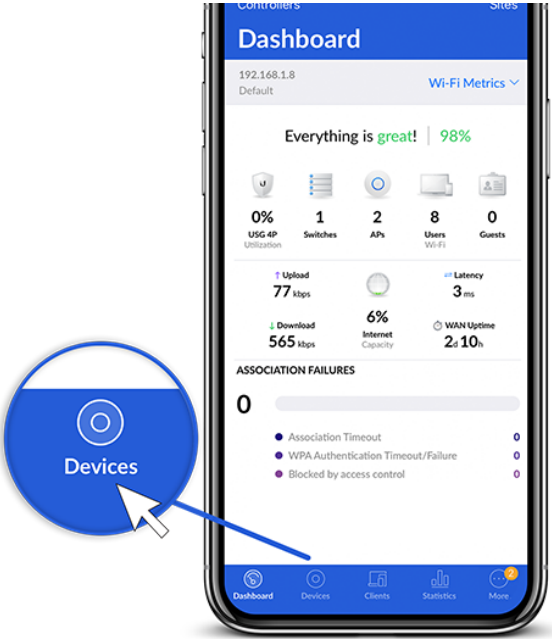 Controllers Sites
Dashboard
192.168.1.8
Default
Wi-Fi Metrics
Everything is great! 98%
0% 1 2 8 0
USG 4P Switches APs Users Guests
Utilization Wi-Fi
Upload Latency
77 kbps 3 ms
6%
Internet
Capacity
Download WAN Uptime
565 kbps 2d 10h
ASSOCIATION FAILURES
0
Association Timeout 0
WPA Authentication Timeout/Failure 0
Blocked by access control 0
Devices
2
Dashboard Devices Clients Statistics More